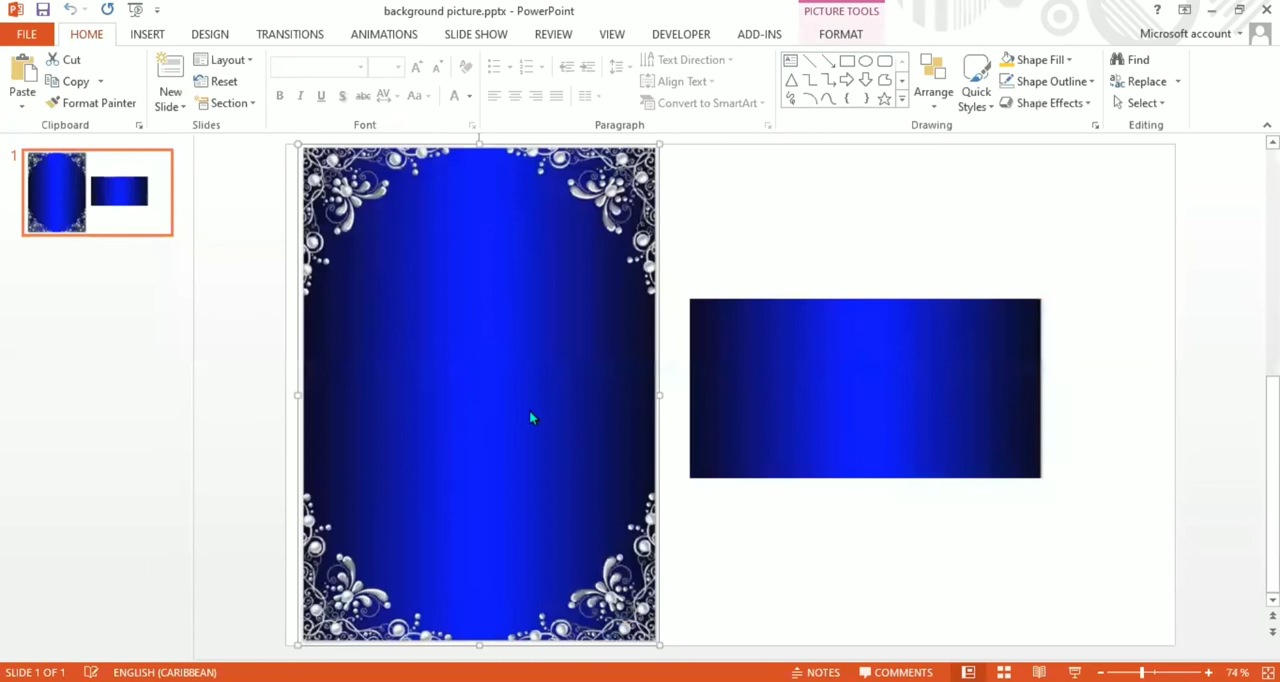 background picture.pptx - PowerPoint
PICTURE TOOLS
?
FILE
HOME
INSERT
DESIGN
TRANSITIONS
ANIMATIONS
SLIDE SHOW
REVIEW
VIEW
DEVELOPER
ADD-INS
FORMAT
Microsoft account
Paste
Cut
Copy
Format Painter
Clipboard
New
Slide
Layout
Reset
Section
Slides
B I U S abc AV Aa A
Font
Text Direction
Align Text
Convert to SmartArt
Paragraph
Arrange
Quick
Styles
Shape Fill
Shape Outline
Shape Effects
Drawing
Find
Replace
Select
Editing
1
SLIDE 1 OF 1
ENGLISH (CARIBBEAN)
NOTES
COMMENTS
74 %